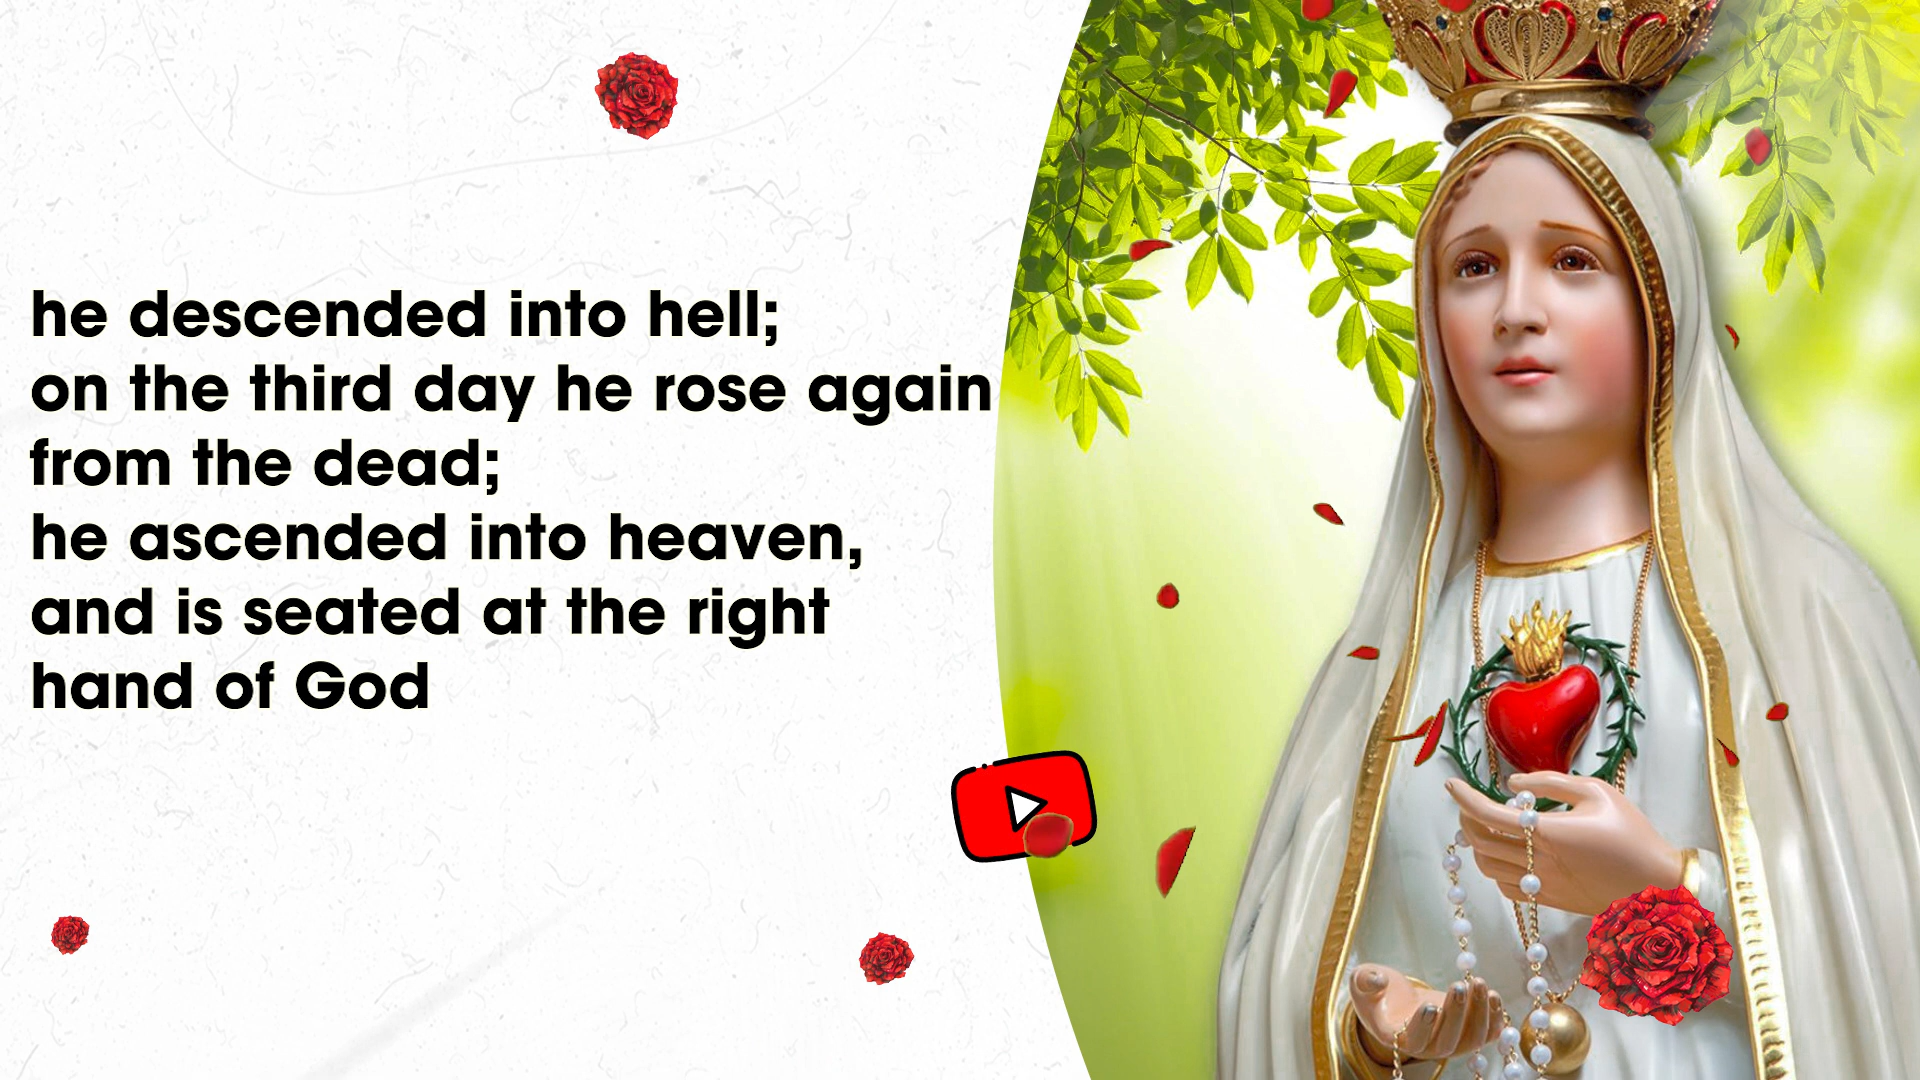 he descended into hell;
on the third day he rose again
from the dead;
he ascended into heaven,
and is seated at the right
hand of God